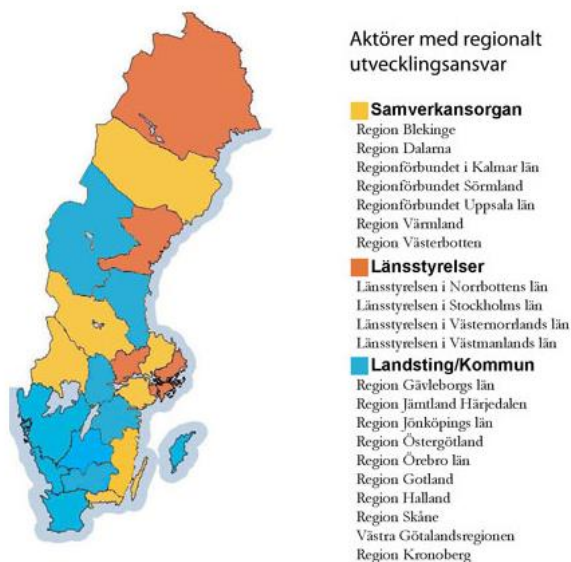 Aktörer med regionalt
utvecklingsansvar
Samverkansorgan
Region Blekinge
Region Dalarna
Regionförbundet i Kalmar län
Regionförbundet Sörmland
Regionförbundet Uppsala län
Region Värmland
Region Västerbotten
Länsstyrelser
Länsstyrelsen i Norrbottens län
Länsstyrelsen i Stockholms län
Länsstyrelsen i Västernorrlands län
Länsstyrelsen i Västmanlands län
Landsting/Kommun
Region Gävleborgs län
Region Jämtland Härjedalen
Region Jönköpings län
Region Östergötland
Region Örebro län
Region Gotland
Region Halland
Region Skåne
Västra Götalandsregionen
Region Kronoberg